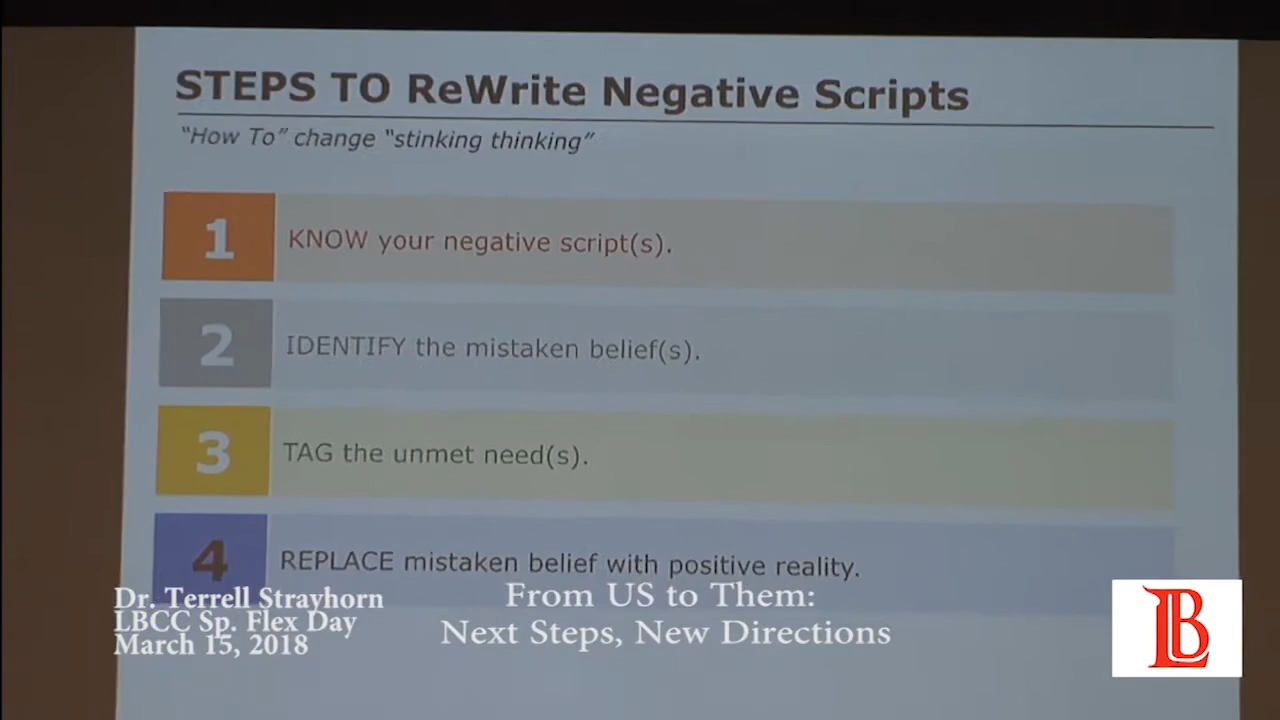 STEPS TO ReWrite Negative Scripts
“How To” change “stinking thinking”
1
KNOW your negative script(s).
2
IDENTIFY the mistaken belief(s).
3
TAG the unmet need(s).
4
REPLACE mistaken belief with positive reality.
Dr. Terrell Strayhorn
LBCC Sp. Flex Day
March 15, 2018
From US to Them:
Next Steps, New Directions
LB